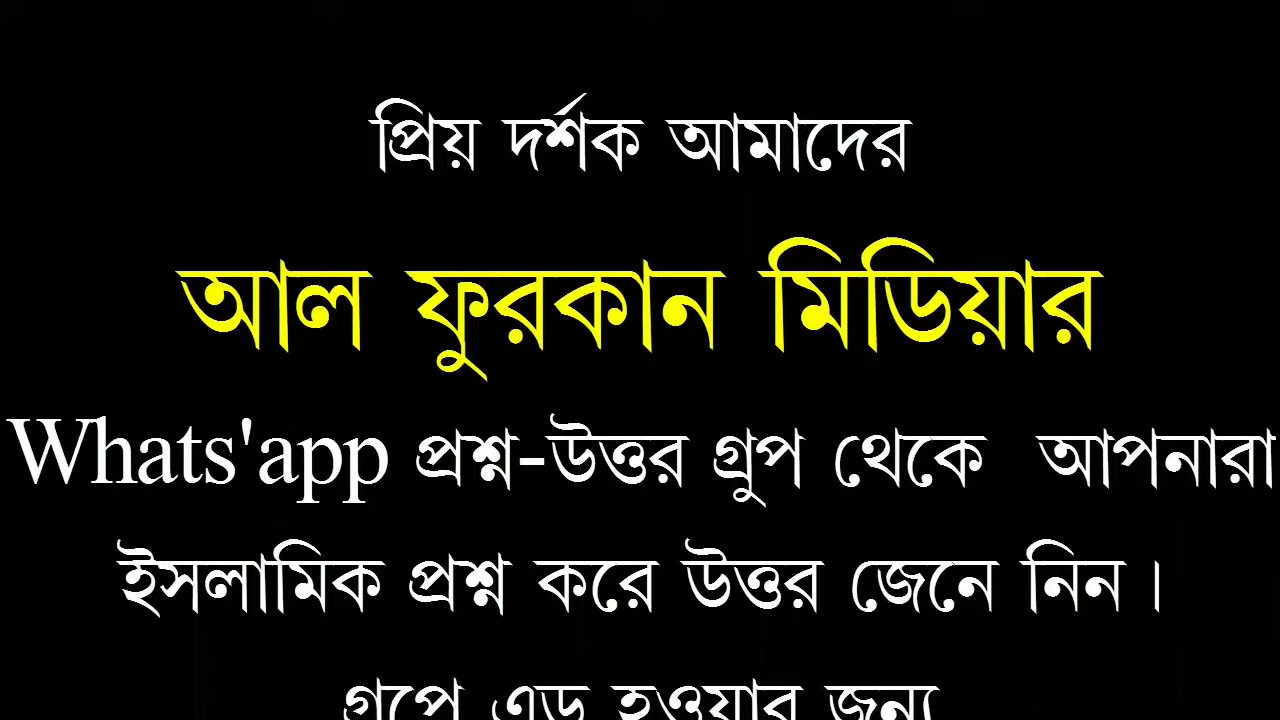 প্রিয় দর্শক আমাদের
আল ফুরকান মিডিয়ার
Whats'app প্রশ্ন-উত্তর গ্রুপ থেকে আপনারা
ইসলামিক প্রশ্ন করে উত্তর জেনে নিন।
গ্রুপে এড হওয়ার জন্য